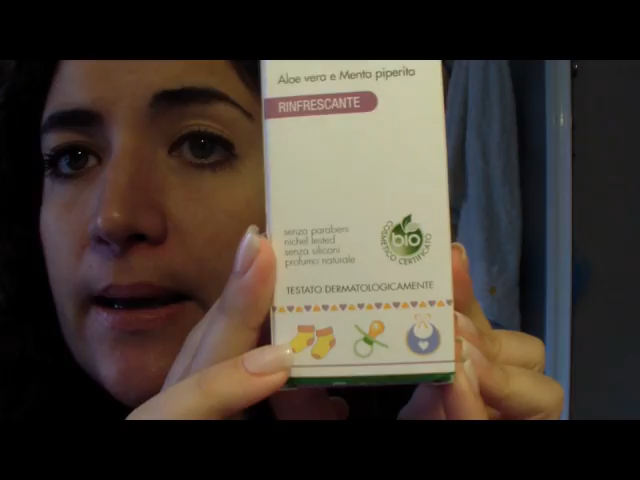 Aloe vera e Menta piperita
RINFRESCANTE
senza parabeni
nichel tested
senza siliconi
profumo naturale
bio
COSMETICO CERTIFICATO
TESTATO DERMATOLOGICAMENTE